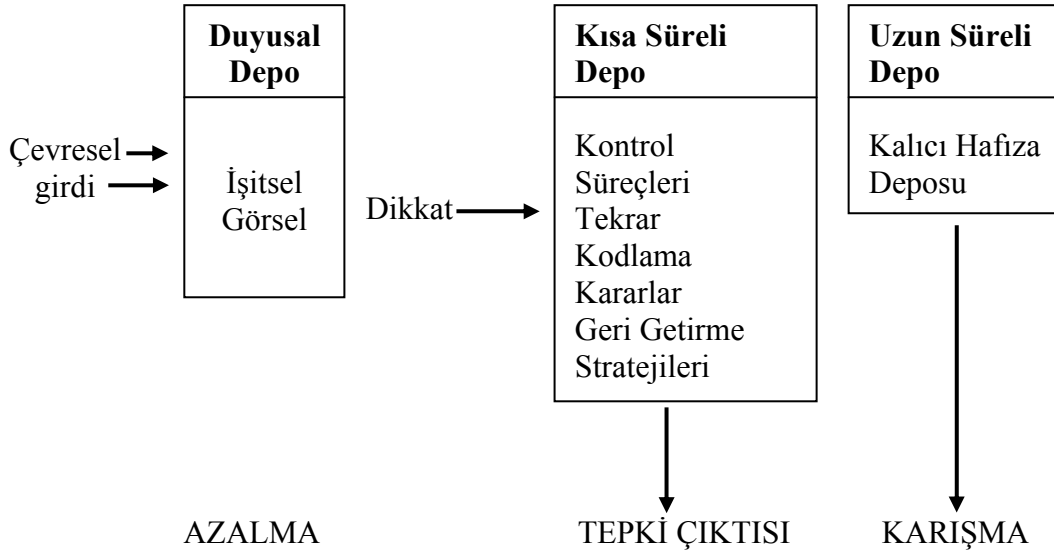 Duyusal
Depo
Kısa Süreli
Depo
Uzun Süreli
Depo
Çevresel
girdi
İşitsel
Görsel
Dikkat
Kontrol
Süreçleri
Tekrar
Kodlama
Kararlar
Geri Getirme
Stratejileri
Kalıcı Hafıza
Deposu
AZALMA
TEPKİ ÇIKTISI
KARIŞMA